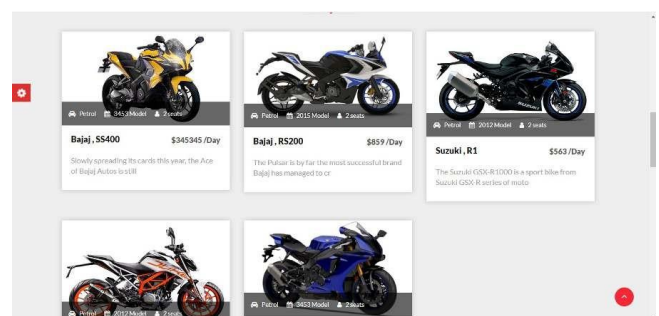 Petrol 3453 Model 2 seats
Bajaj , SS400 $345345 /Day
Slowly spreading its cards this year, the Ace
of Bajaj Autos is still
Petrol 2015 Model 2 seats
Bajaj , RS200 $859 /Day
The Pulsar is by far the most successful brand
Bajaj has managed to cr
SUZUKI
Petrol 2012 Model 2 seats
Suzuki , R1 $563 /Day
The Suzuki GSX-R1000 is a sport bike from
Suzuki GSX-R series of moto
Petrol 2012 Model 2 seats
Petrol 3453 Model 2 seats